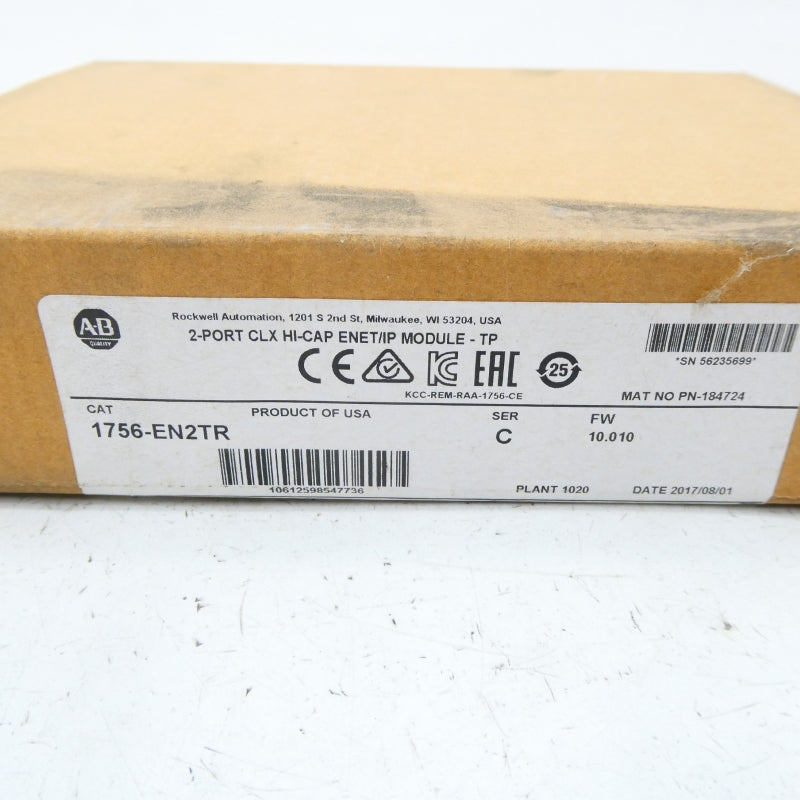 A·B
QUALITY
Rockwell Automation, 1201 S 2nd St, Milwaukee, WI 53204, USA
2-PORT CLX HI-CAP ENET/IP MODULE - TP
CE KC EAC 25
KCC-REM-RAA-1756-CE
*SN 56235699*
MAT NO PN-184724
CAT
1756-EN2TR
PRODUCT OF USA
SER
C
FW
10.010
10612598547736
PLANT 1020
DATE 2017/08/01